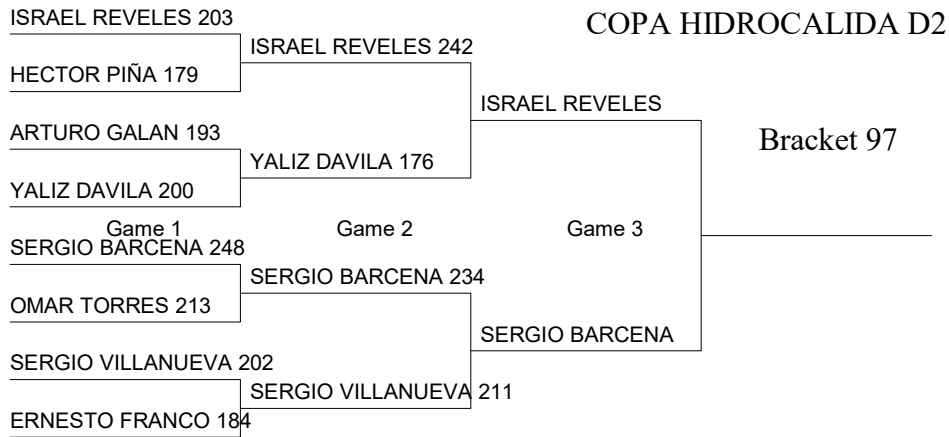 COPA HIDROCALIDA D2
Bracket 97
ISRAEL REVELES 203
HECTOR PIÑA 179
ARTURO GALAN 193
YALIZ DAVILA 200
Game 1
SERGIO BARCENA 248
OMAR TORRES 213
SERGIO VILLANUEVA 202
ERNESTO FRANCO 184
ISRAEL REVELES 242
YALIZ DAVILA 176
Game 2
SERGIO BARCENA 234
SERGIO VILLANUEVA 211
ISRAEL REVELES
Game 3
SERGIO BARCENA